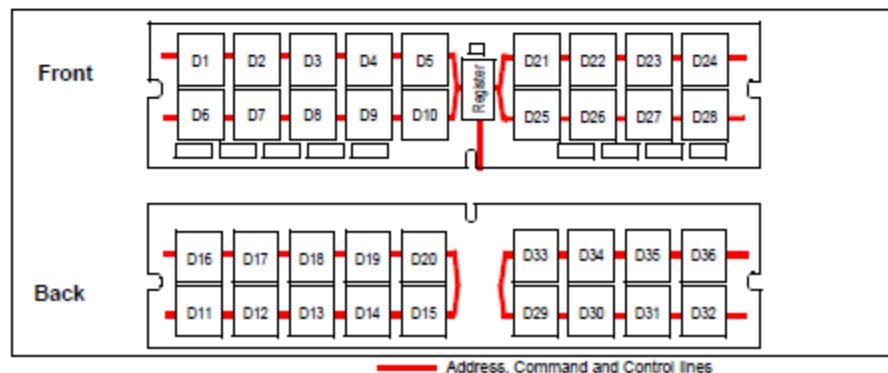 Front
D1 D2 D3 D4 D5 Register D21 D22 D23 D24
D6 D7 D8 D9 D10 D25 D26 D27 D28
Back
D16 D17 D18 D19 D20 D33 D34 D35 D36
D11 D12 D13 D14 D15 D29 D30 D31 D32
Address, Command and Control lines